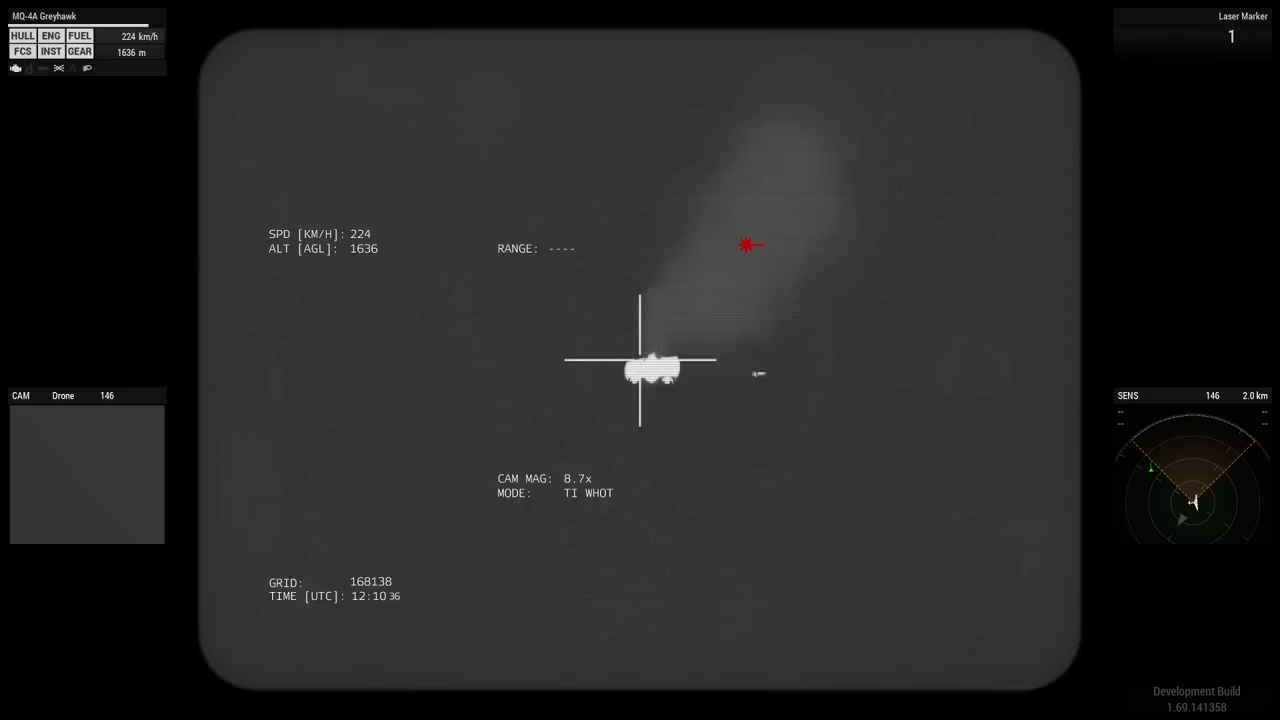 MQ-4A Greyhawk
HULL ENG FUEL 224 km/h
FCS INST GEAR 1636 m
Laser Marker
1
SPD [KM/H]: 224
ALT [AGL]: 1636
RANGE: ----
CAM Drone 146
SENS 146 2.0 km
-- --
-- --
CAM MAG: 8.7x
MODE: TI WHOT
GRID: 168138
TIME [UTC]: 12:10 36
Development Build
1.69.141358